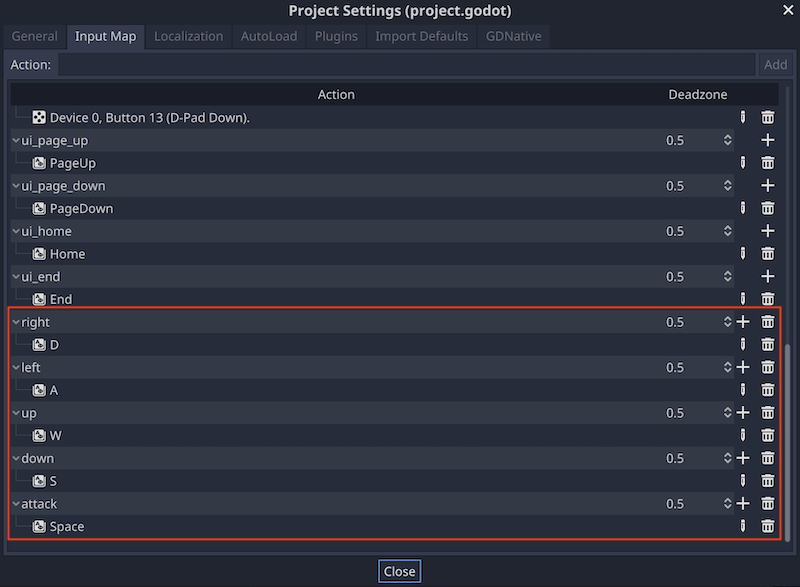 Project Settings (project.godot)
General Input Map Localization AutoLoad Plugins Import Defaults GDNative
Action: Add
Action Deadzone
Device 0, Button 13 (D-Pad Down).
ui_page_up 0.5
PageUp
ui_page_down 0.5
PageDown
ui_home 0.5
Home
ui_end 0.5
End
right 0.5
D
left 0.5
A
up 0.5
W
down 0.5
S
attack 0.5
Space
Close